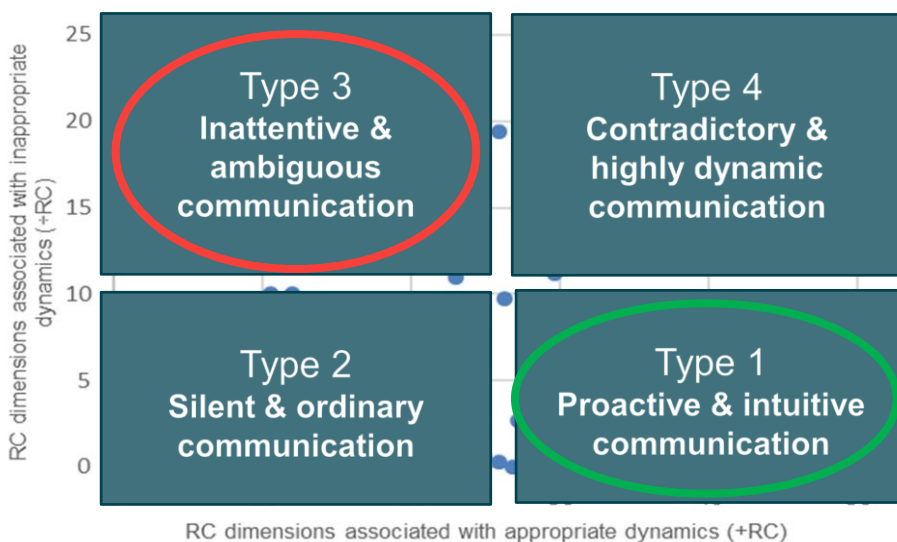 RC dimensions associated with inappropriate
dynamics (+RC)
25
20
15
10
5
0
Type 3
Inattentive &
ambiguous
communication
Type 4
Contradictory &
highly dynamic
communication
Type 2
Silent & ordinary
communication
Type 1
Proactive & intuitive
communication
RC dimensions associated with appropriate dynamics (+RC)